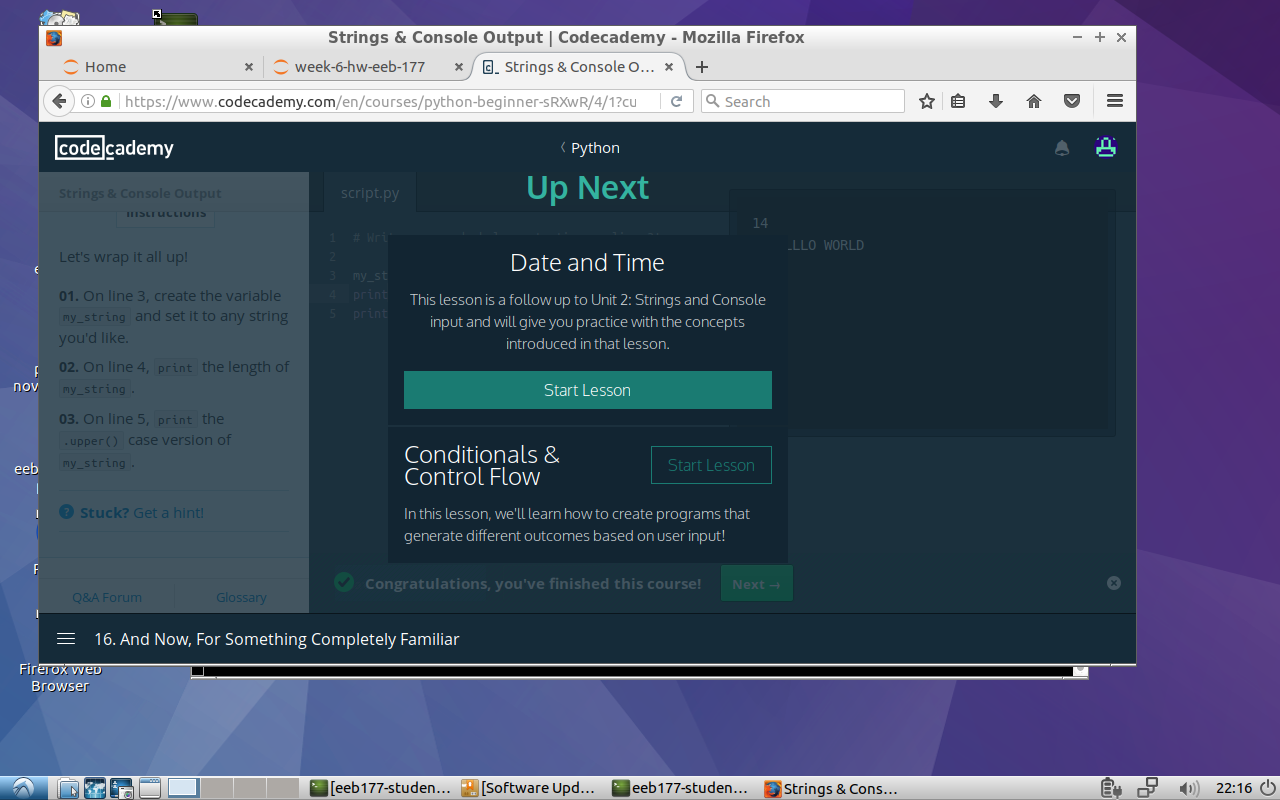 Strings & Console Output | Codecademy - Mozilla Firefox
Home
week-6-hw-eeb-177
Strings & Console O...
https://www.codecademy.com/en/courses/python-beginner-sRXwR/4/1?cu
Search
codecademy
Python
Strings & Console Output
script.py
Up Next
Instructions
Let's wrap it all up!
01. On line 3, create the variable
my_string and set it to any string
you'd like.
02. On line 4, print the length of
my_string.
03. On line 5, print the
.upper() case version of
my_string.
? Stuck? Get a hint!
Q&A Forum
Glossary
1
2
3 my_st
4 print
5 print
14
WORLD
Date and Time
This lesson is a follow up to Unit 2: Strings and Console
input and will give you practice with the concepts
introduced in that lesson.
Start Lesson
Conditionals &
Control Flow
Start Lesson
In this lesson, we'll learn how to create programs that
generate different outcomes based on user input!
Congratulations, you've finished this course!
Next →
16. And Now, For Something Completely Familiar
nov
eeb
Firefox Web
Browser
[eeb177-studen...
[Software Upd...
eeb177-studen...
Strings & Cons...
22:16